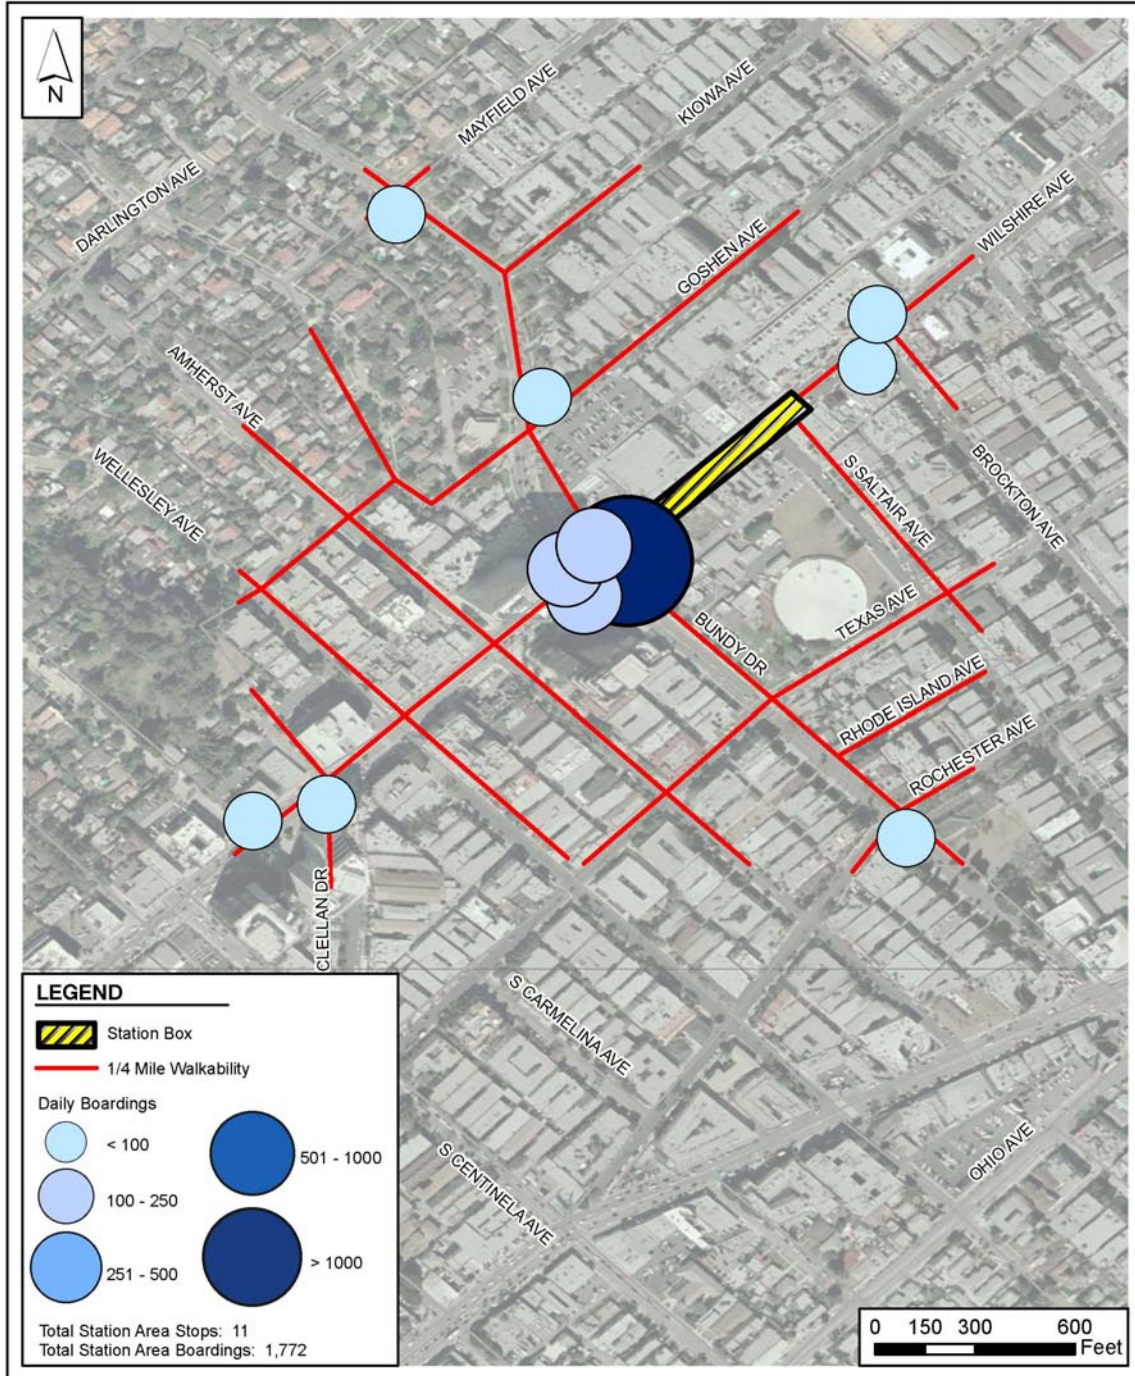 N
MAYFIELD AVE
KIOWA AVE
DARLINGTON AVE
WILSHIRE AVE
GOSHEN AVE
AMHERST AVE
WELLESLEY AVE
S SALTAIR AVE
BROCKTON AVE
TEXAS AVE
BUNDY DR
RHODE ISLAND AVE
ROCHESTER AVE
CLELLAN DR
S CARMELINA AVE
S CENTINELA AVE
OHIO AVE
LEGEND
Station Box
1/4 Mile Walkability
Daily Boardings
< 100
100 - 250
251 - 500
501 - 1000
> 1000
Total Station Area Stops: 11
Total Station Area Boardings: 1,772
0 150 300 600
Feet